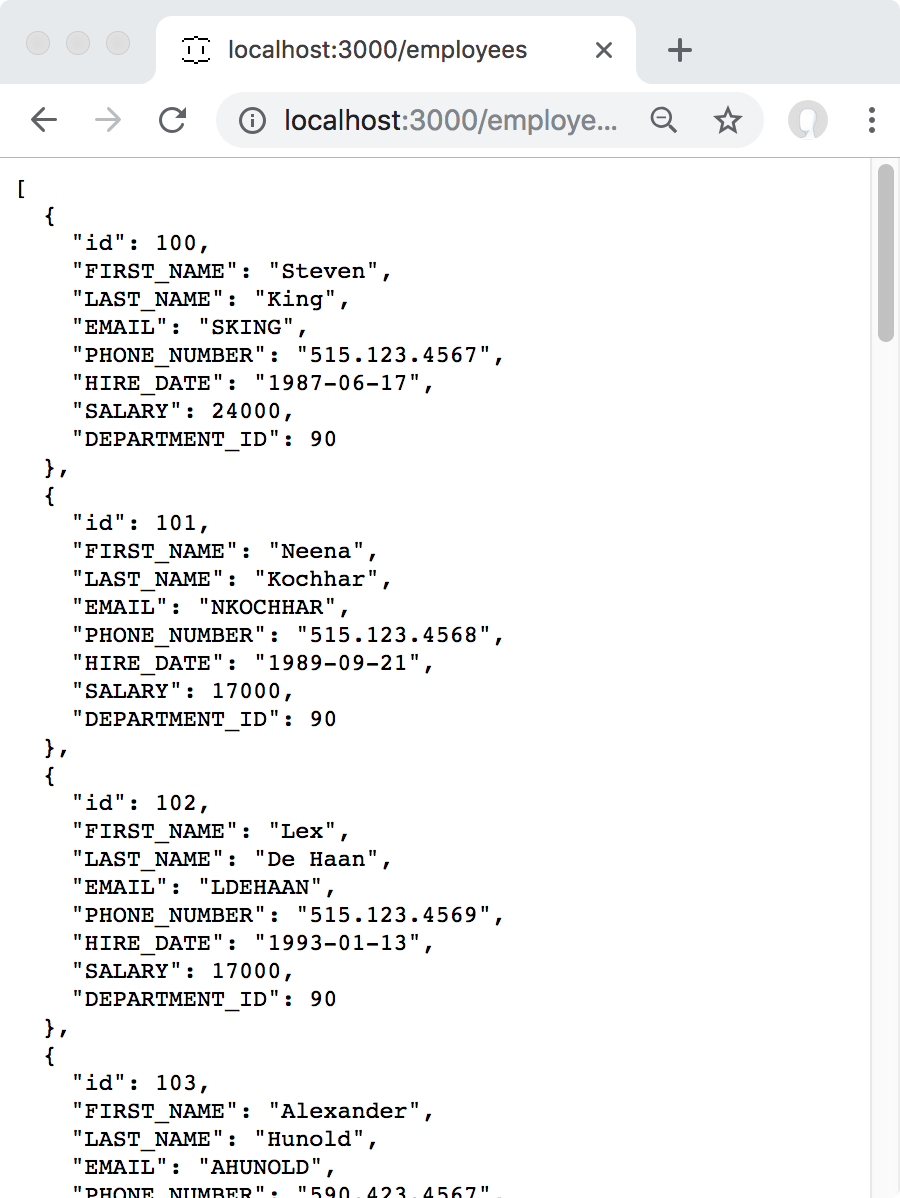 localhost:3000/employees
localhost:3000/employe...
[
  {
    "id": 100,
    "FIRST_NAME": "Steven",
    "LAST_NAME": "King",
    "EMAIL": "SKING",
    "PHONE_NUMBER": "515.123.4567",
    "HIRE_DATE": "1987-06-17",
    "SALARY": 24000,
    "DEPARTMENT_ID": 90
  },
  {
    "id": 101,
    "FIRST_NAME": "Neena",
    "LAST_NAME": "Kochhar",
    "EMAIL": "NKOCHHAR",
    "PHONE_NUMBER": "515.123.4568",
    "HIRE_DATE": "1989-09-21",
    "SALARY": 17000,
    "DEPARTMENT_ID": 90
  },
  {
    "id": 102,
    "FIRST_NAME": "Lex",
    "LAST_NAME": "De Haan",
    "EMAIL": "LDEHAAN",
    "PHONE_NUMBER": "515.123.4569",
    "HIRE_DATE": "1993-01-13",
    "SALARY": 17000,
    "DEPARTMENT_ID": 90
  },
  {
    "id": 103,
    "FIRST_NAME": "Alexander",
    "LAST_NAME": "Hunold",
    "EMAIL": "AHUNOLD",
    "PHONE_NUMBER": "590.423.4567",